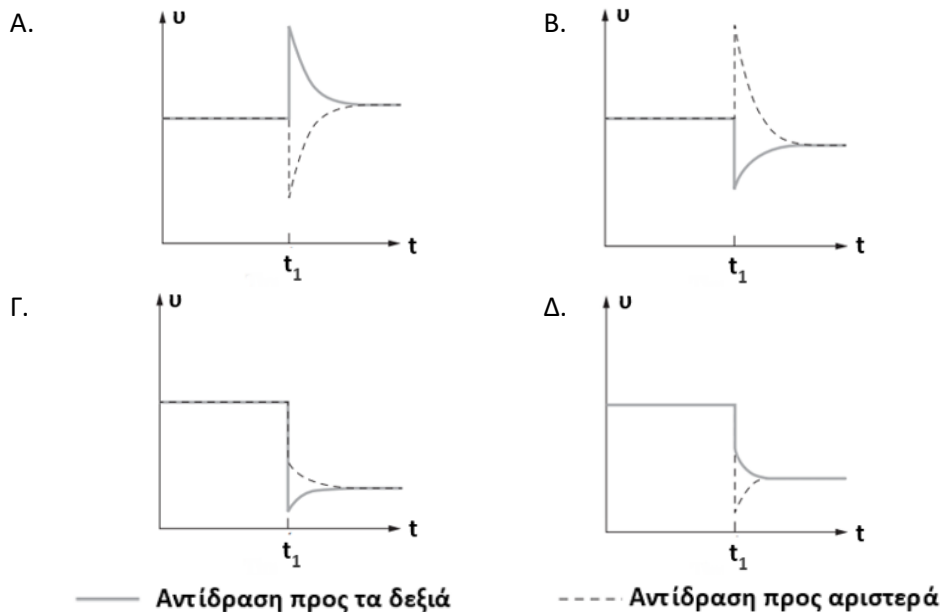 Α.
υ
t
t₁
Β.
υ
t
t₁
Γ.
υ
t
t₁
Δ.
υ
t
t₁
Αντίδραση προς τα δεξιά
Αντίδραση προς αριστερά